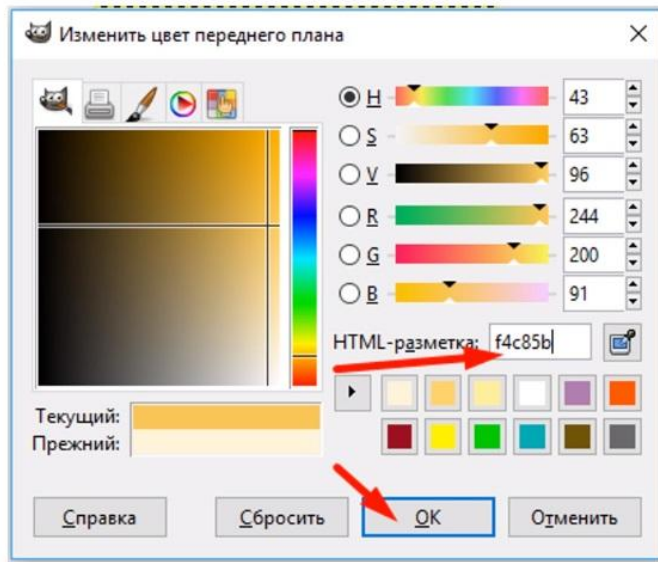 Изменить цвет переднего плана
H 43
S 63
V 96
R 244
G 200
B 91
HTML-разметка: f4c85b
Текущий:
Прежний:
Справка Сбросить OK Отменить